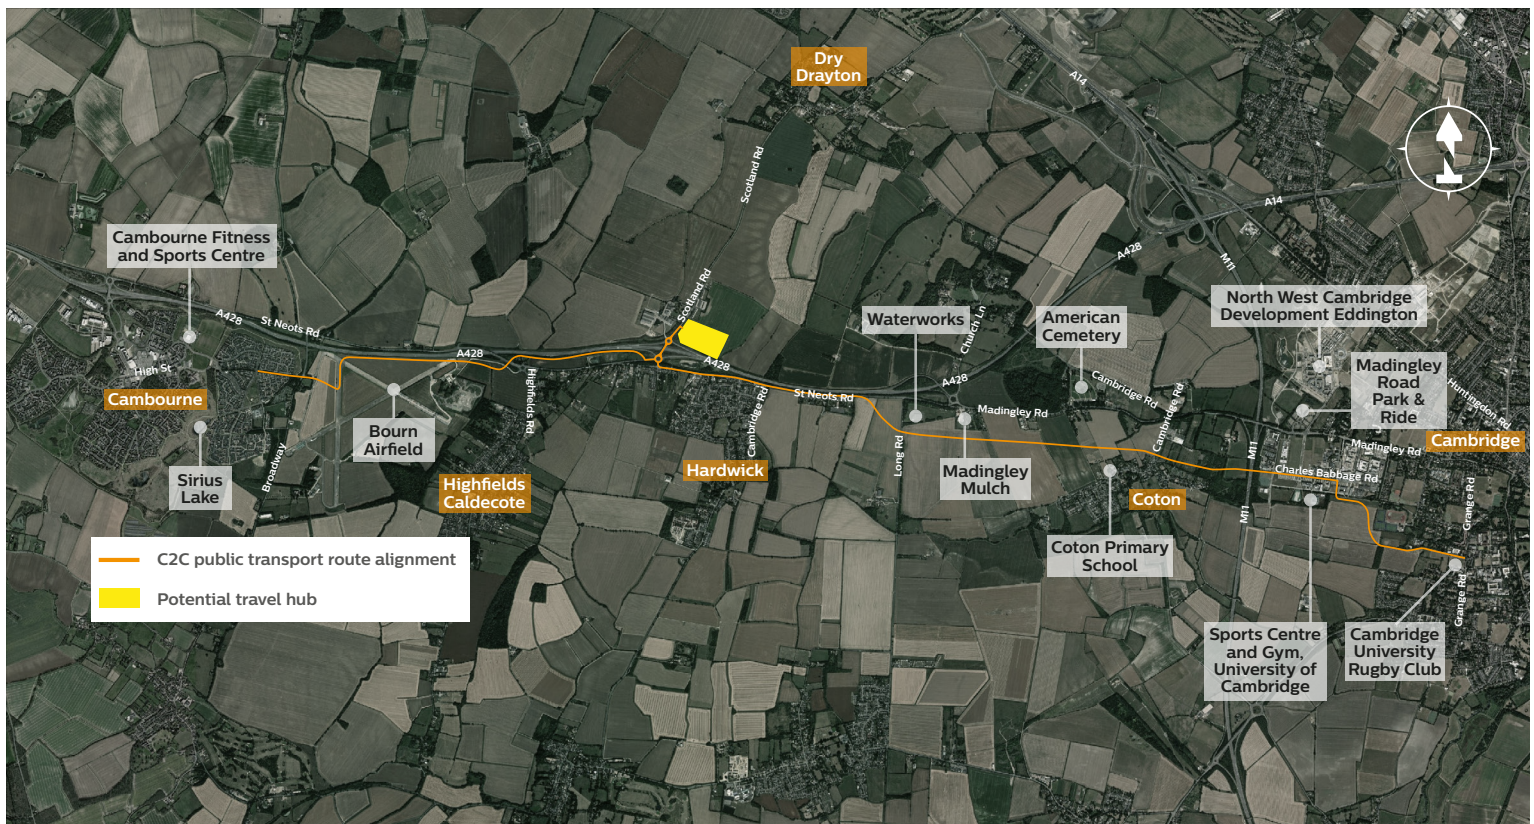 Dry
Drayton
A14
Scotland Rd
A14
Cambourne Fitness
and Sports Centre
A428
M11
Scotland Rd
North West Cambridge
Development Eddington
A428
St Neots Rd
Waterworks
Church Ln
American
Cemetery
A428
A428
High St
Madingley
Road
Park &
Ride
Huntingdon Rd
Cambourne
Highfields Rd
Cambridge Rd
St Neots Rd
A428
Cambridge Rd
Madingley Rd
Cambridge Rd
Bourn
Airfield
Madingley Rd
Cambridge
Broadway
Long Rd
M11
Sirius
Lake
Highfields
Caldecote
Hardwick
Madingley
Mulch
Charles Babbage Rd
Coton
M11
Grange Rd
C2C public transport route alignment
Potential travel hub
Coton Primary
School
Grange Rd
Sports Centre
and Gym,
University of
Cambridge
Cambridge
University
Rugby Club